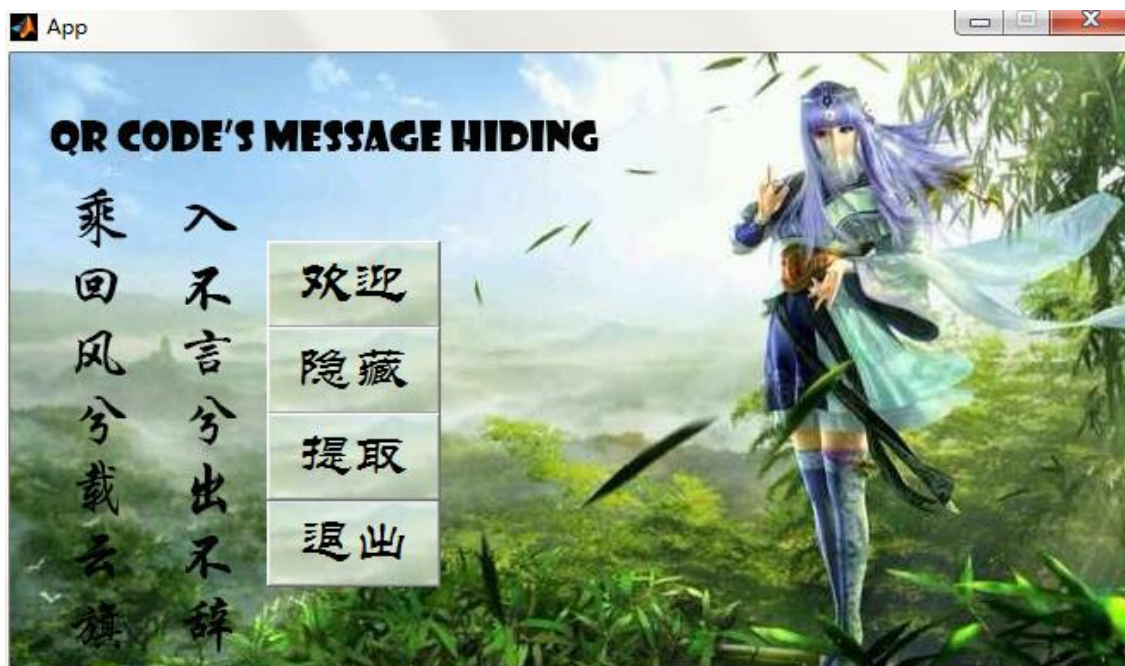 App
QR CODE'S MESSAGE HIDING
入不言兮出不辞
乘回风兮载云旗
欢迎
隐藏
提取
退出